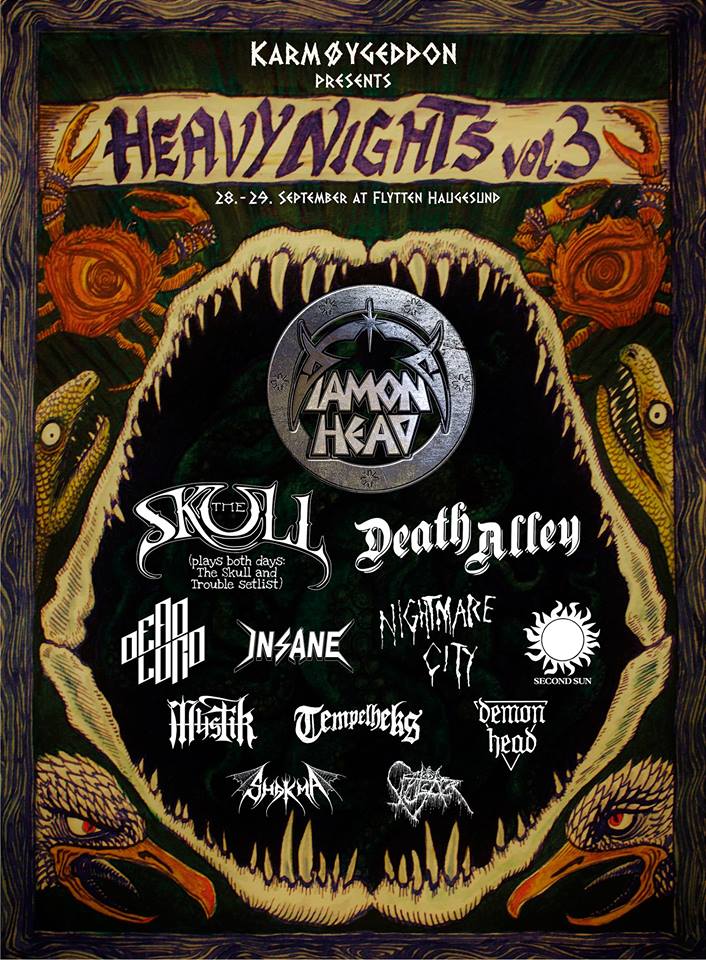 KARMØYGEDDON
PRESENTS
HEAVY NIGHTS VOL.3
28.-29. SEPTEMBER AT FLYTTEN HAUGESUND
DIAMOND
HEAD
THE SKULL
Death Alley
(plays both days:
The Skull and
Trouble setlist)
DEAD
LORD
INSANE
NIGHTMARE
CITY
SECOND SUN
Mystik
Tempelheks
demon
head
SHAKMA